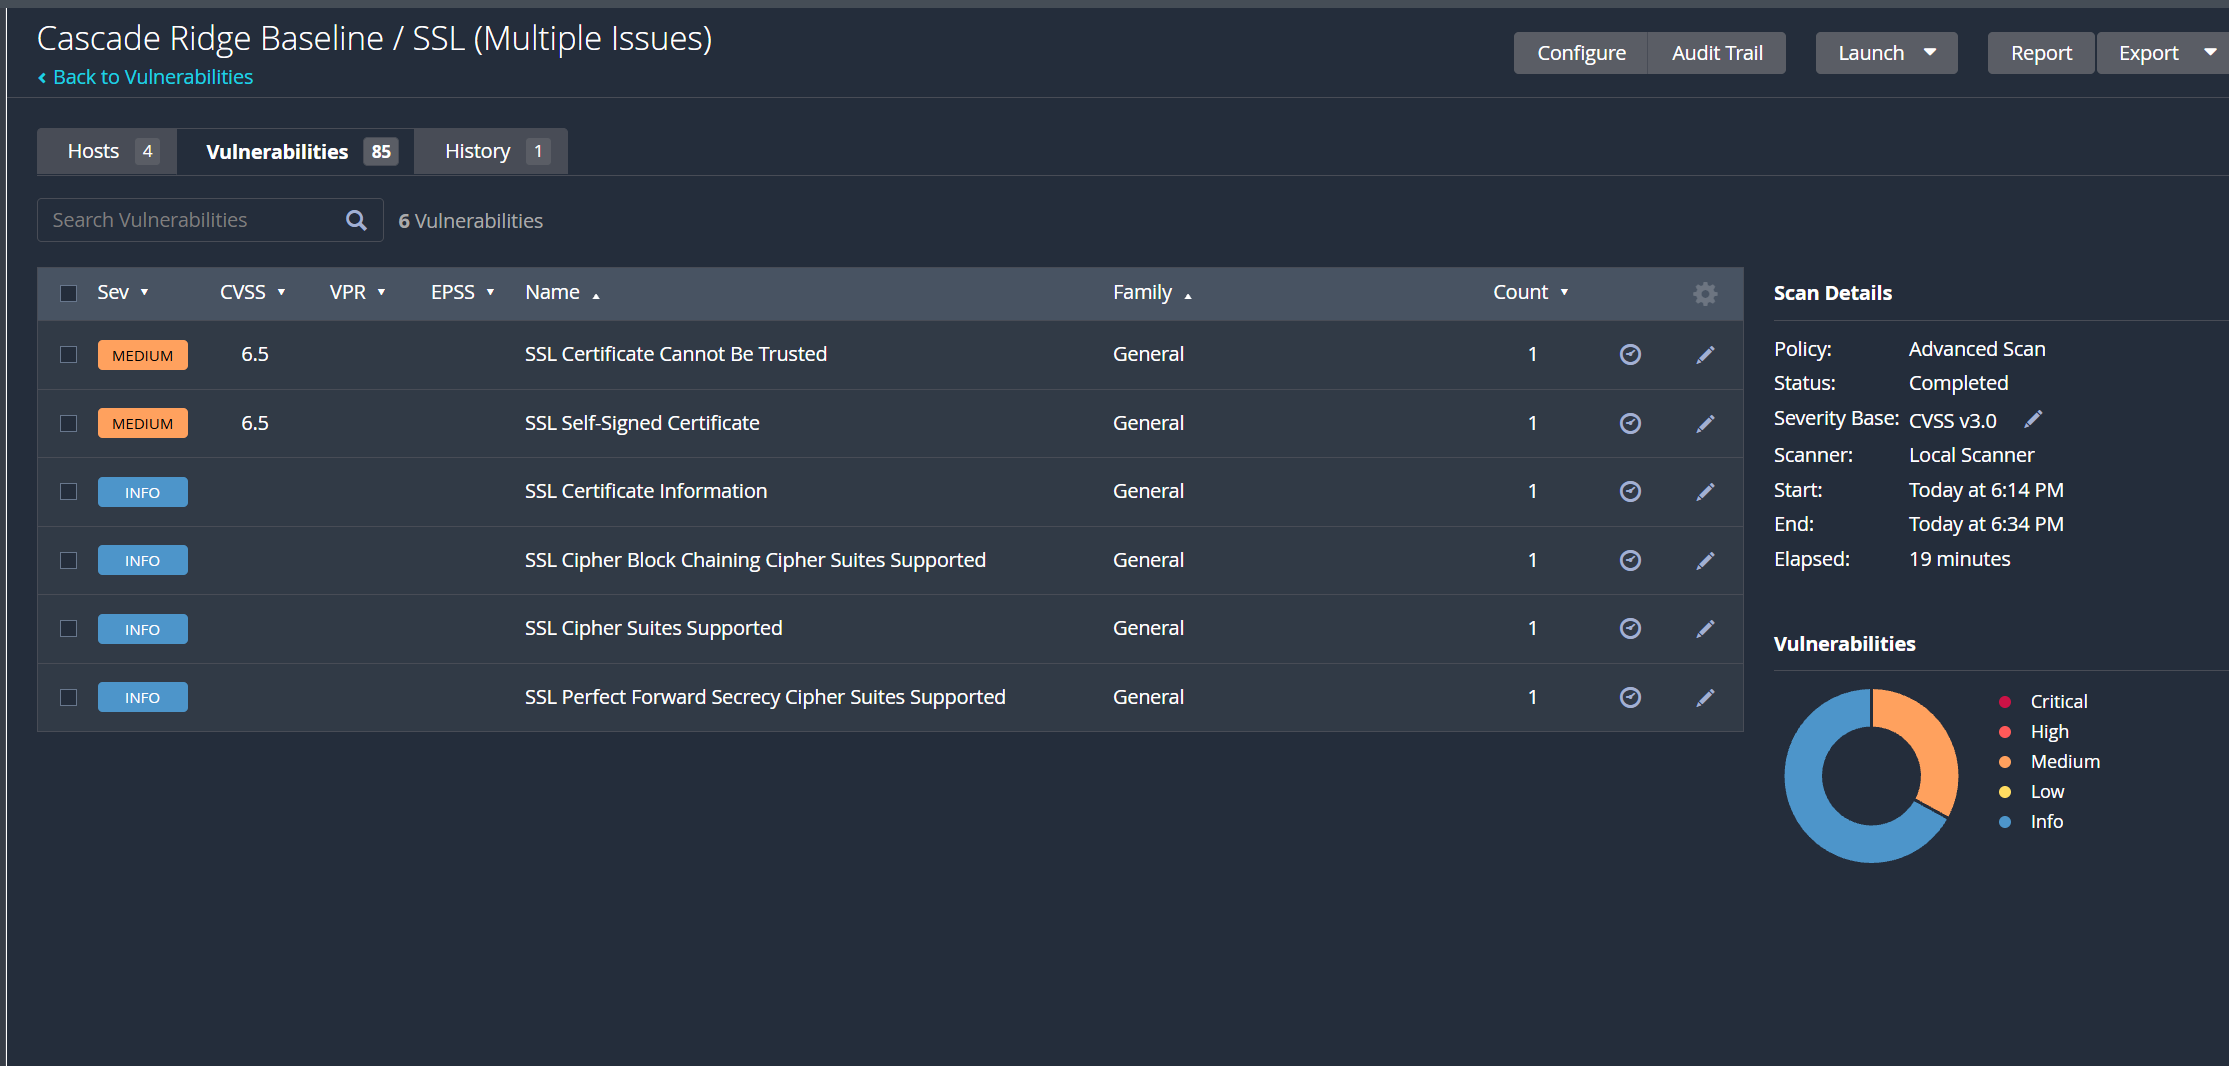 Cascade Ridge Baseline / SSL (Multiple Issues)
Back to Vulnerabilities
Configure Audit Trail Launch Report Export
Hosts 4 Vulnerabilities 85 History 1
Search Vulnerabilities 6 Vulnerabilities
Sev CVSS VPR EPSS Name Family Count
MEDIUM 6.5 SSL Certificate Cannot Be Trusted General 1
MEDIUM 6.5 SSL Self-Signed Certificate General 1
INFO SSL Certificate Information General 1
INFO SSL Cipher Block Chaining Cipher Suites Supported General 1
INFO SSL Cipher Suites Supported General 1
INFO SSL Perfect Forward Secrecy Cipher Suites Supported General 1
Scan Details
Policy: Advanced Scan
Status: Completed
Severity Base: CVSS v3.0
Scanner: Local Scanner
Start: Today at 6:14 PM
End: Today at 6:34 PM
Elapsed: 19 minutes
Vulnerabilities
Critical
High
Medium
Low
Info